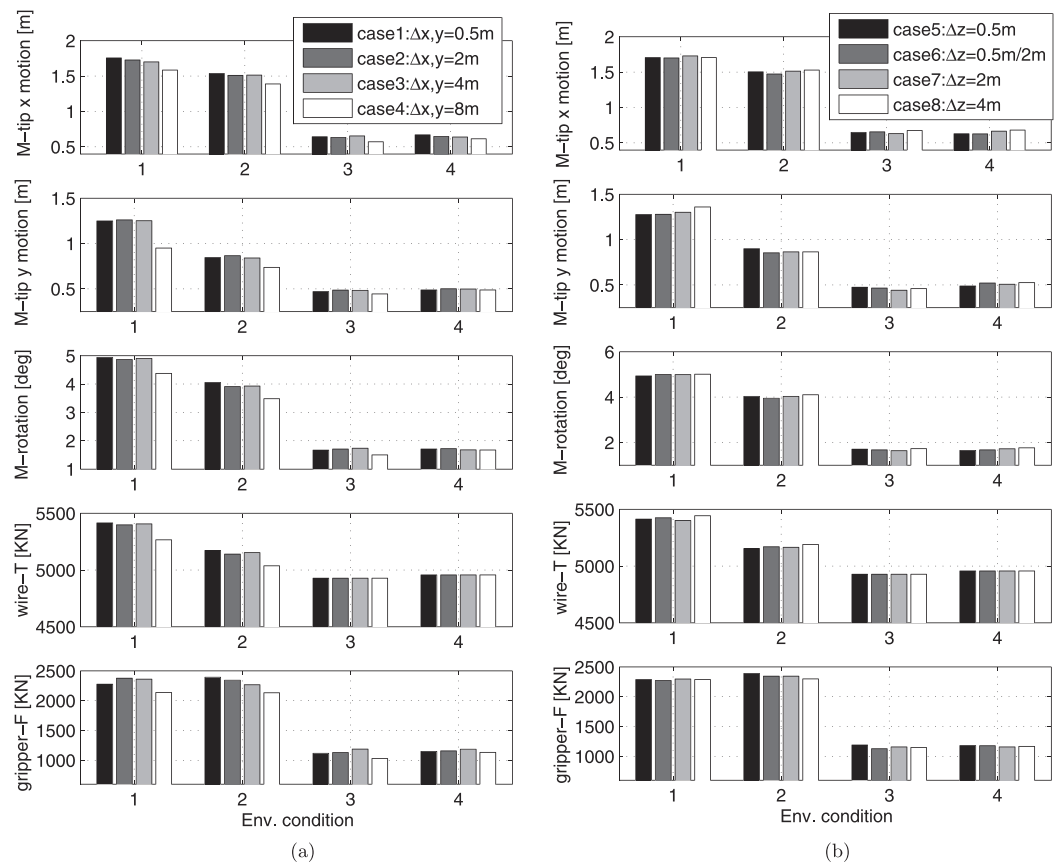 M-tip x motion [m]
2
1.5
1
0.5
case1:Δx,y=0.5m
case2:Δx,y=2m
case3:Δx,y=4m
case4:Δx,y=8m
1 2 3 4
M-tip y motion [m]
1.5
1
0.5
1 2 3 4
M-rotation [deg]
5
4
3
2
1
1 2 3 4
wire-T [KN]
5500
5000
4500
1 2 3 4
gripper-F [KN]
2500
2000
1500
1000
1 2 3 4
Env. condition
(a)
M-tip x motion [m]
2
1.5
1
0.5
case5:Δz=0.5m
case6:Δz=0.5m/2m
case7:Δz=2m
case8:Δz=4m
1 2 3 4
M-tip y motion [m]
1.5
1
0.5
1 2 3 4
M-rotation [deg]
6
4
2
1 2 3 4
wire-T [KN]
5500
5000
4500
1 2 3 4
gripper-F [KN]
2500
2000
1500
1000
1 2 3 4
Env. condition
(b)